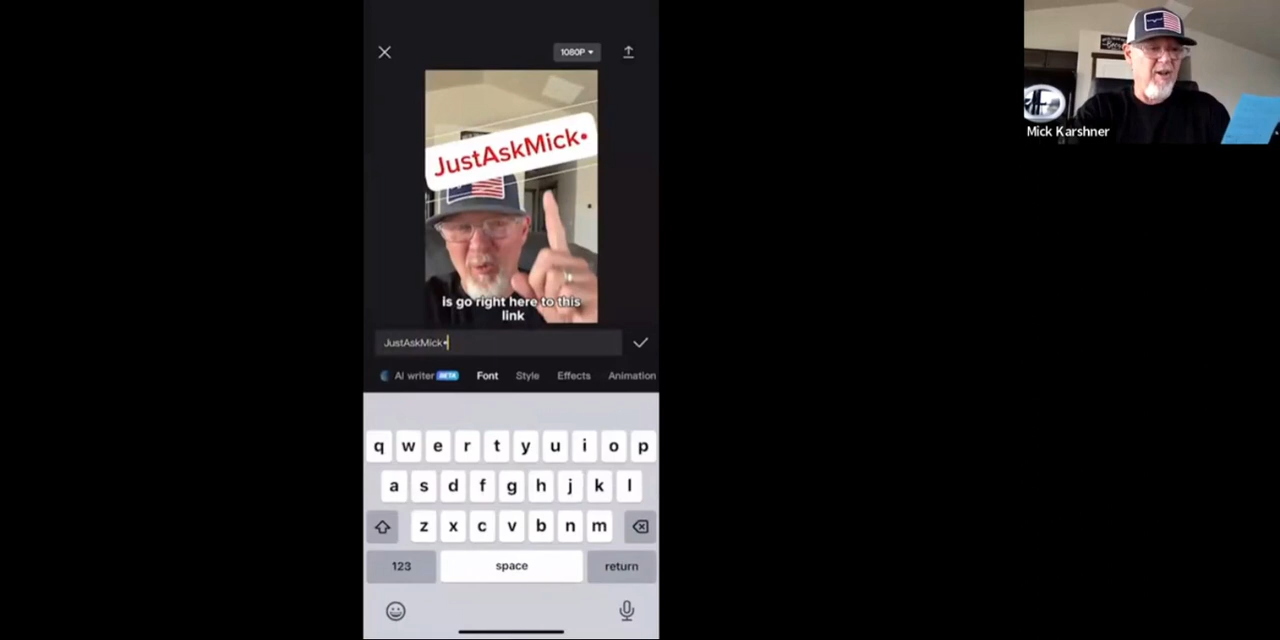 1080P
JustAskMick•
is go right here to this
link
JustAskMick•
AI writer BETA Font Style Effects Animation
q w e r t y u i o p
a s d f g h j k l
z x c v b n m
123 space return
Mick Karshner